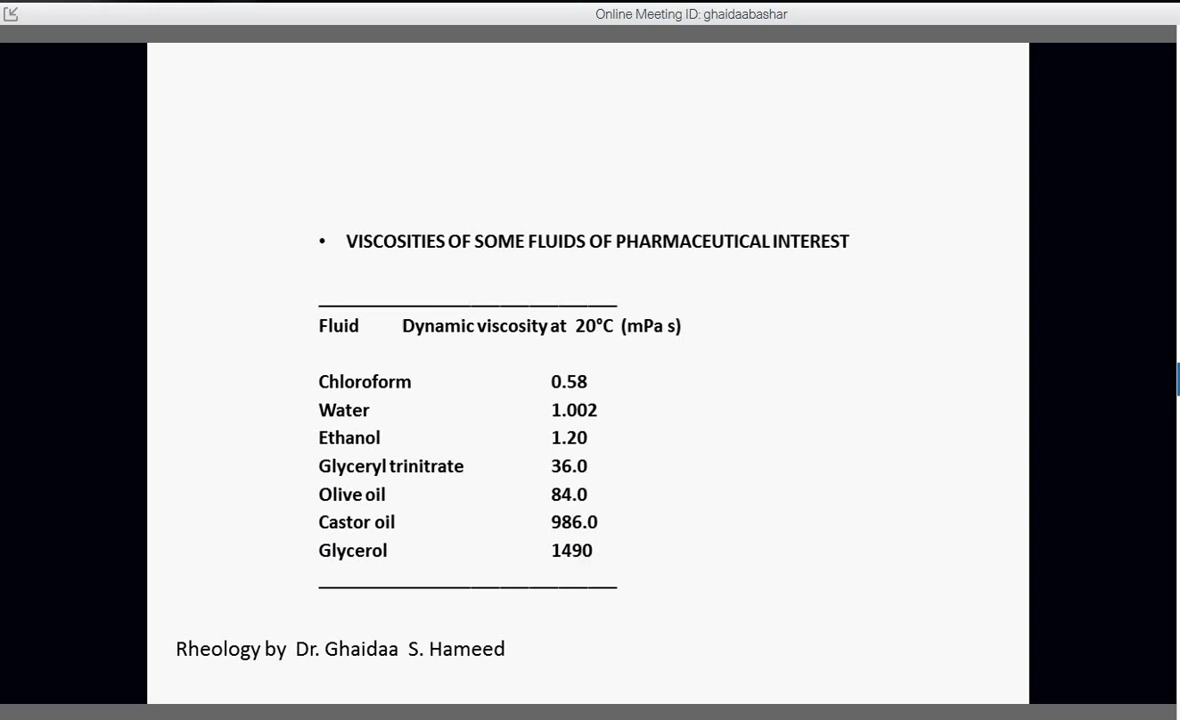 Online Meeting ID: ghaidaabashar
• VISCOSITIES OF SOME FLUIDS OF PHARMACEUTICAL INTEREST
Fluid Dynamic viscosity at 20°C (mPa s)
Chloroform 0.58
Water 1.002
Ethanol 1.20
Glyceryl trinitrate 36.0
Olive oil 84.0
Castor oil 986.0
Glycerol 1490
Rheology by Dr. Ghaidaa S. Hameed